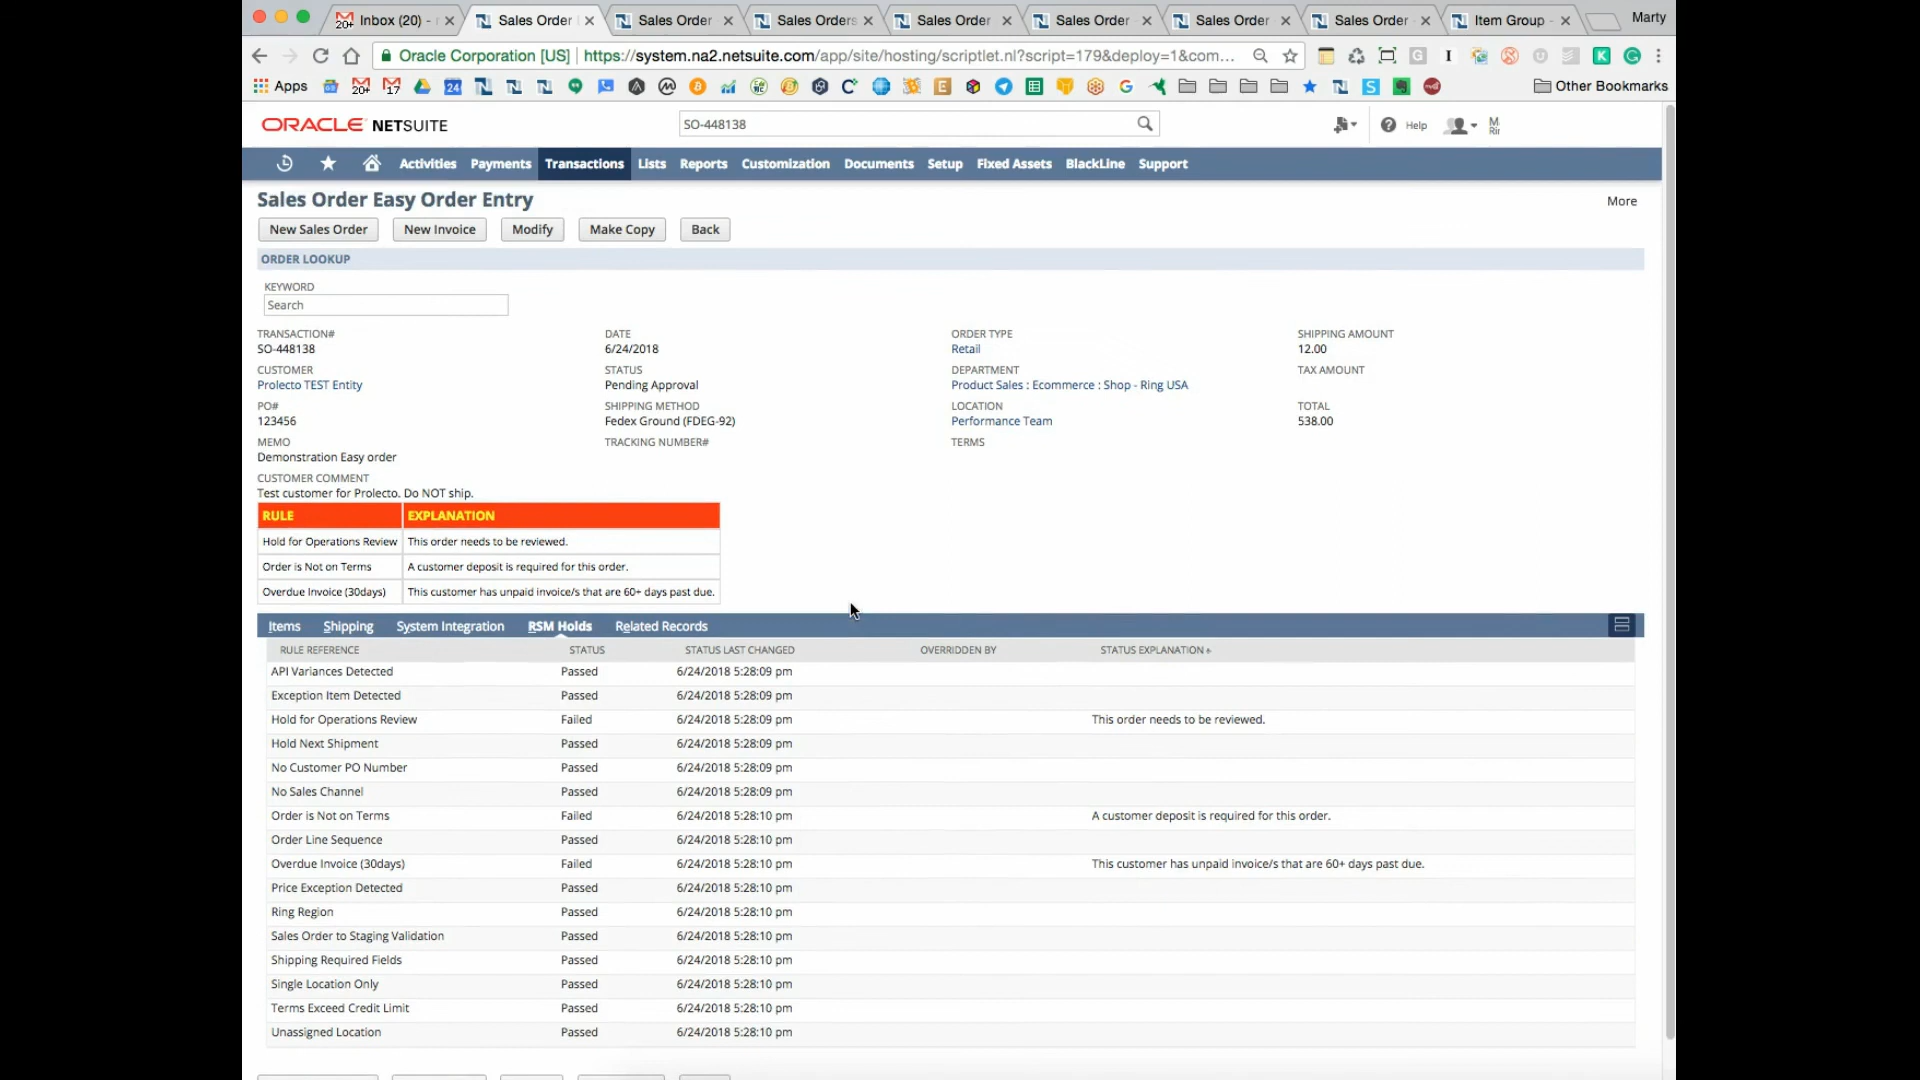 Inbox (20) - r
Sales Order
Sales Order
Sales Orders
Sales Order
Sales Order
Sales Order
Sales Order
Item Group -
Marty
Oracle Corporation [US] | https://system.na2.netsuite.com/app/site/hosting/scriptlet.nl?script=179&deploy=1&com...
Apps
Other Bookmarks
ORACLE NETSUITE
SO-448138
Help
Activities Payments Transactions Lists Reports Customization Documents Setup Fixed Assets BlackLine Support
Sales Order Easy Order Entry
More
New Sales Order New Invoice Modify Make Copy Back
ORDER LOOKUP
KEYWORD
Search
TRANSACTION# DATE ORDER TYPE SHIPPING AMOUNT
SO-448138 6/24/2018 Retail 12.00
CUSTOMER STATUS DEPARTMENT TAX AMOUNT
Prolecto TEST Entity Pending Approval Product Sales : Ecommerce : Shop - Ring USA
PO# SHIPPING METHOD LOCATION TOTAL
123456 Fedex Ground (FDEG-92) Performance Team 538.00
MEMO TRACKING NUMBER# TERMS
Demonstration Easy order
CUSTOMER COMMENT
Test customer for Prolecto. Do NOT ship.
RULE EXPLANATION
Hold for Operations Review This order needs to be reviewed.
Order is Not on Terms A customer deposit is required for this order.
Overdue Invoice (30days) This customer has unpaid invoice/s that are 60+ days past due.
Items Shipping System Integration RSM Holds Related Records
RULE REFERENCE STATUS STATUS LAST CHANGED OVERRIDDEN BY STATUS EXPLANATION
API Variances Detected Passed 6/24/2018 5:28:09 pm
Exception Item Detected Passed 6/24/2018 5:28:09 pm
Hold for Operations Review Failed 6/24/2018 5:28:09 pm This order needs to be reviewed.
Hold Next Shipment Passed 6/24/2018 5:28:09 pm
No Customer PO Number Passed 6/24/2018 5:28:09 pm
No Sales Channel Passed 6/24/2018 5:28:09 pm
Order is Not on Terms Failed 6/24/2018 5:28:10 pm A customer deposit is required for this order.
Order Line Sequence Passed 6/24/2018 5:28:10 pm
Overdue Invoice (30days) Failed 6/24/2018 5:28:10 pm This customer has unpaid invoice/s that are 60+ days past due.
Price Exception Detected Passed 6/24/2018 5:28:10 pm
Ring Region Passed 6/24/2018 5:28:10 pm
Sales Order to Staging Validation Passed 6/24/2018 5:28:10 pm
Shipping Required Fields Passed 6/24/2018 5:28:10 pm
Single Location Only Passed 6/24/2018 5:28:10 pm
Terms Exceed Credit Limit Passed 6/24/2018 5:28:10 pm
Unassigned Location Passed 6/24/2018 5:28:10 pm